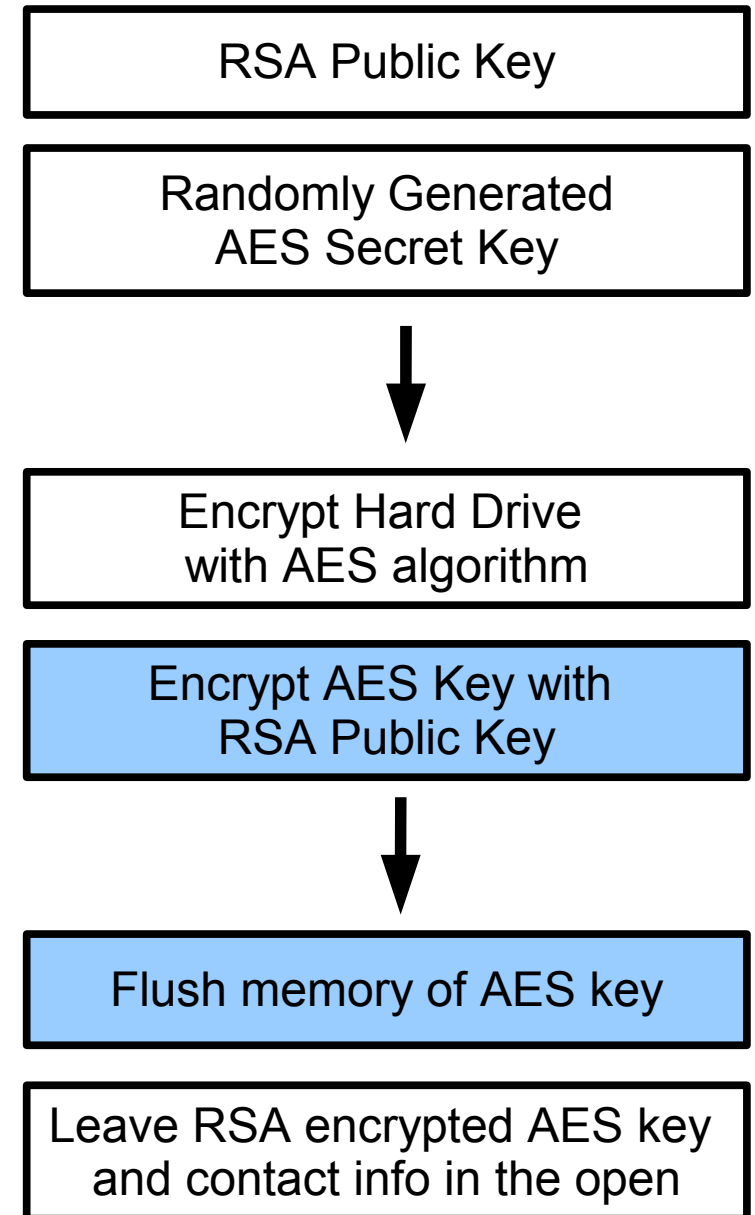 RSA Public Key
Randomly Generated
AES Secret Key
Encrypt Hard Drive
with AES algorithm
Encrypt AES Key with
RSA Public Key
Flush memory of AES key
Leave RSA encrypted AES key
and contact info in the open